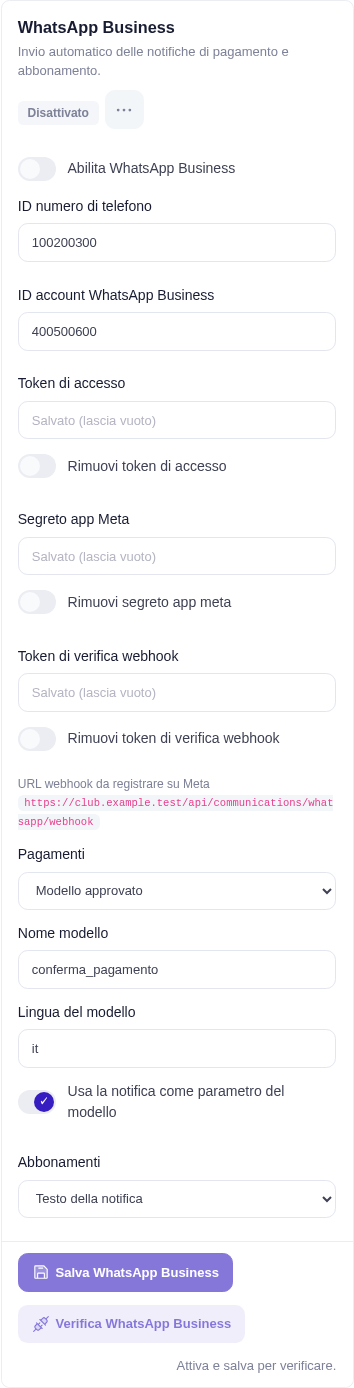 WhatsApp Business
Invio automatico delle notifiche di pagamento e
abbonamento.
Disattivato
Abilita WhatsApp Business
ID numero di telefono
100200300
ID account WhatsApp Business
400500600
Token di accesso
Salvato (lascia vuoto)
Rimuovi token di accesso
Segreto app Meta
Salvato (lascia vuoto)
Rimuovi segreto app meta
Token di verifica webhook
Salvato (lascia vuoto)
Rimuovi token di verifica webhook
URL webhook da registrare su Meta
https://club.example.test/api/communications/what
sapp/webhook
Pagamenti
Modello approvato
Nome modello
conferma_pagamento
Lingua del modello
it
Usa la notifica come parametro del
modello
Abbonamenti
Testo della notifica
Salva WhatsApp Business
Verifica WhatsApp Business
Attiva e salva per verificare.